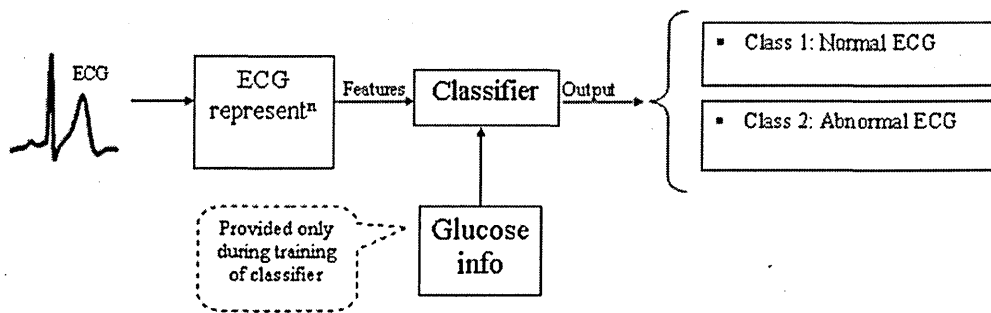 ECG
ECG
representⁿ
Features
Classifier
Output
▪ Class 1: Normal ECG
▪ Class 2: Abnormal ECG
Provided only
during training
of classifier
Glucose
info